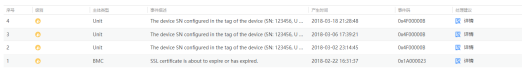 序号 级别 主体类型 事件描述 产生时间 事件码 处理建议
4 Unit The device SN configured in the tag of the device (SN: 123456, U ... 2018-03-18 21:28:48 0x4F00000B 详情
3 Unit The device SN configured in the tag of the device (SN: 123456, U ... 2018-03-06 17:39:21 0x4F00000B 详情
2 Unit The device SN configured in the tag of the device (SN: 123456, U ... 2018-03-02 23:14:45 0x4F00000B 详情
1 BMC SSL certificate is about to expire or has expired. 2018-02-22 16:31:37 0x1A000023 详情